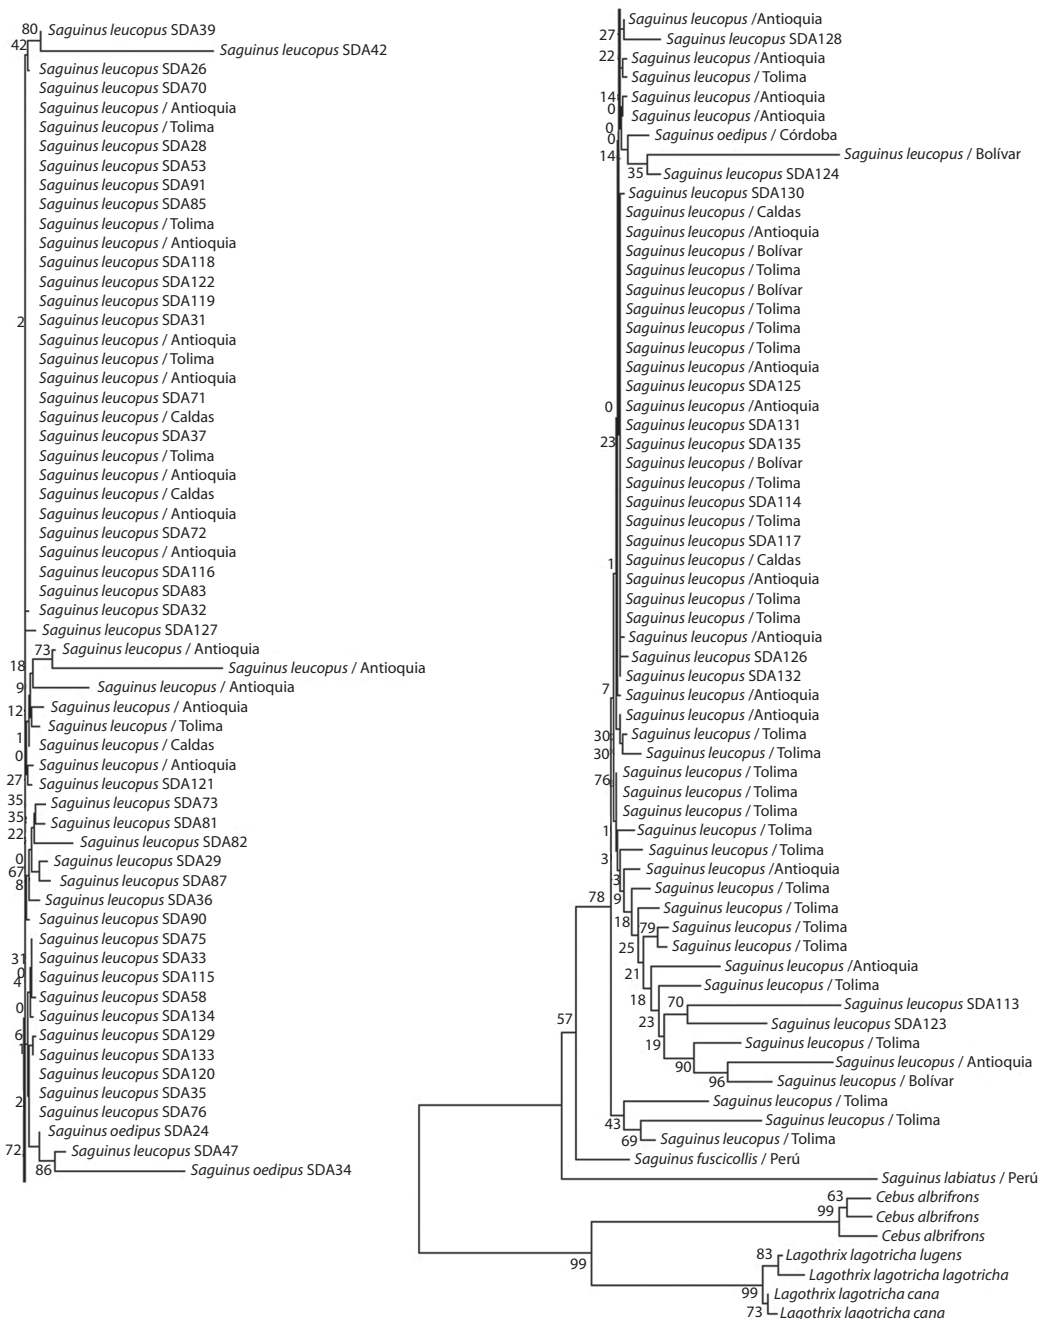 80
Saguinus leucopus SDA39
42
Saguinus leucopus SDA42
Saguinus leucopus SDA26
Saguinus leucopus SDA70
Saguinus leucopus / Antioquia
Saguinus leucopus / Tolima
Saguinus leucopus SDA28
Saguinus leucopus SDA53
Saguinus leucopus SDA91
Saguinus leucopus SDA85
Saguinus leucopus / Tolima
Saguinus leucopus / Antioquia
Saguinus leucopus SDA118
Saguinus leucopus SDA122
Saguinus leucopus SDA119
2
Saguinus leucopus SDA31
Saguinus leucopus / Antioquia
Saguinus leucopus / Tolima
Saguinus leucopus / Antioquia
Saguinus leucopus SDA71
Saguinus leucopus / Caldas
Saguinus leucopus SDA37
Saguinus leucopus / Tolima
Saguinus leucopus / Antioquia
Saguinus leucopus / Caldas
Saguinus leucopus / Antioquia
Saguinus leucopus SDA72
Saguinus leucopus / Antioquia
Saguinus leucopus SDA116
Saguinus leucopus SDA83
Saguinus leucopus SDA32
Saguinus leucopus SDA127
73
Saguinus leucopus / Antioquia
18
Saguinus leucopus / Antioquia
9
Saguinus leucopus / Antioquia
12
Saguinus leucopus / Antioquia
Saguinus leucopus / Tolima
1
Saguinus leucopus / Caldas
0
Saguinus leucopus / Antioquia
27
Saguinus leucopus SDA121
35
Saguinus leucopus SDA73
35
Saguinus leucopus SDA81
22
Saguinus leucopus SDA82
0
Saguinus leucopus SDA29
67
Saguinus leucopus SDA87
8
Saguinus leucopus SDA36
Saguinus leucopus SDA90
Saguinus leucopus SDA75
31
Saguinus leucopus SDA33
0
Saguinus leucopus SDA115
4
Saguinus leucopus SDA58
0
Saguinus leucopus SDA134
6
Saguinus leucopus SDA129
1
Saguinus leucopus SDA133
Saguinus leucopus SDA120
Saguinus leucopus SDA35
2
Saguinus leucopus SDA76
Saguinus oedipus SDA24
72
Saguinus leucopus SDA47
86
Saguinus oedipus SDA34
Saguinus leucopus /Antioquia
27
Saguinus leucopus SDA128
22
Saguinus leucopus /Antioquia
Saguinus leucopus / Tolima
14
Saguinus leucopus /Antioquia
0
Saguinus leucopus /Antioquia
0
0
Saguinus oedipus / Córdoba
14
Saguinus leucopus / Bolívar
35
Saguinus leucopus SDA124
Saguinus leucopus SDA130
Saguinus leucopus / Caldas
Saguinus leucopus /Antioquia
Saguinus leucopus / Bolívar
Saguinus leucopus / Tolima
Saguinus leucopus / Bolívar
Saguinus leucopus / Tolima
Saguinus leucopus / Tolima
Saguinus leucopus / Tolima
Saguinus leucopus /Antioquia
Saguinus leucopus SDA125
0
Saguinus leucopus /Antioquia
Saguinus leucopus SDA131
23
Saguinus leucopus SDA135
Saguinus leucopus / Bolívar
Saguinus leucopus / Tolima
Saguinus leucopus SDA114
Saguinus leucopus / Tolima
Saguinus leucopus SDA117
1
Saguinus leucopus / Caldas
Saguinus leucopus /Antioquia
Saguinus leucopus / Tolima
Saguinus leucopus / Tolima
Saguinus leucopus /Antioquia
Saguinus leucopus SDA126
Saguinus leucopus SDA132
7
Saguinus leucopus /Antioquia
Saguinus leucopus /Antioquia
30
Saguinus leucopus / Tolima
30
Saguinus leucopus / Tolima
Saguinus leucopus / Tolima
76
Saguinus leucopus / Tolima
Saguinus leucopus / Tolima
1
Saguinus leucopus / Tolima
Saguinus leucopus / Tolima
3
Saguinus leucopus /Antioquia
3
Saguinus leucopus / Tolima
78
9
Saguinus leucopus / Tolima
18
79
Saguinus leucopus / Tolima
25
Saguinus leucopus / Tolima
Saguinus leucopus /Antioquia
21
Saguinus leucopus / Tolima
18
70
Saguinus leucopus SDA113
57
23
Saguinus leucopus SDA123
19
Saguinus leucopus / Tolima
90
Saguinus leucopus / Antioquia
96
Saguinus leucopus / Bolívar
Saguinus leucopus / Tolima
43
Saguinus leucopus / Tolima
69
Saguinus leucopus / Tolima
Saguinus fuscicollis / Perú
Saguinus labiatus / Perú
63
Cebus albrifrons
99
Cebus albrifrons
Cebus albrifrons
99
83
Lagothrix lagotricha lugens
Lagothrix lagotricha lagotricha
99
Lagothrix lagotricha cana
73
Lagothrix lagotricha cana